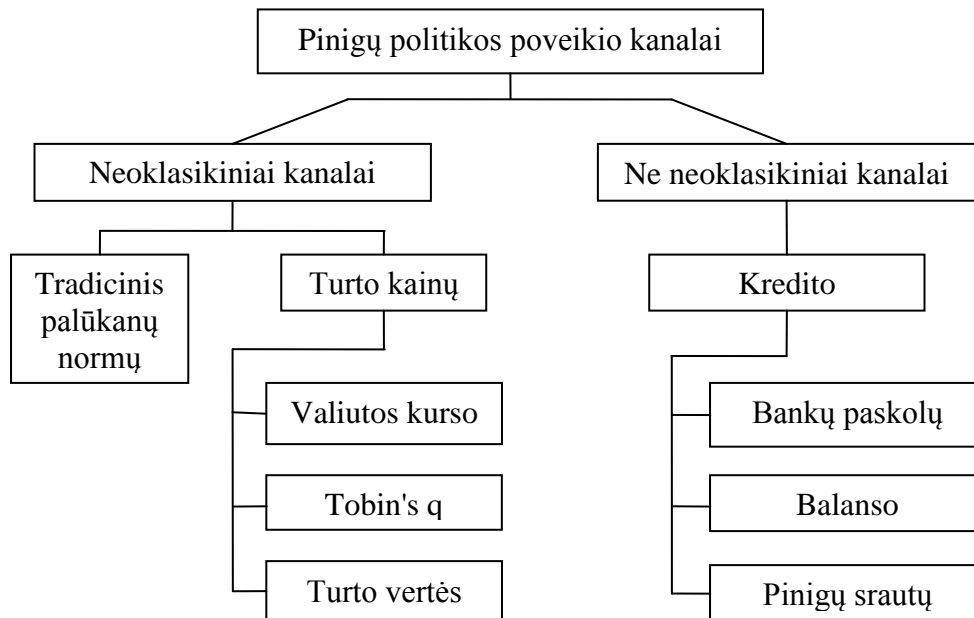 Pinigų politikos poveikio kanalai
Neoklasikiniai kanalai
Ne neoklasikiniai kanalai
Tradicinis
palūkanų
normų
Turto kainų
Kredito
Valiutos kurso
Bankų paskolų
Tobin's q
Balanso
Turto vertės
Pinigų srautų